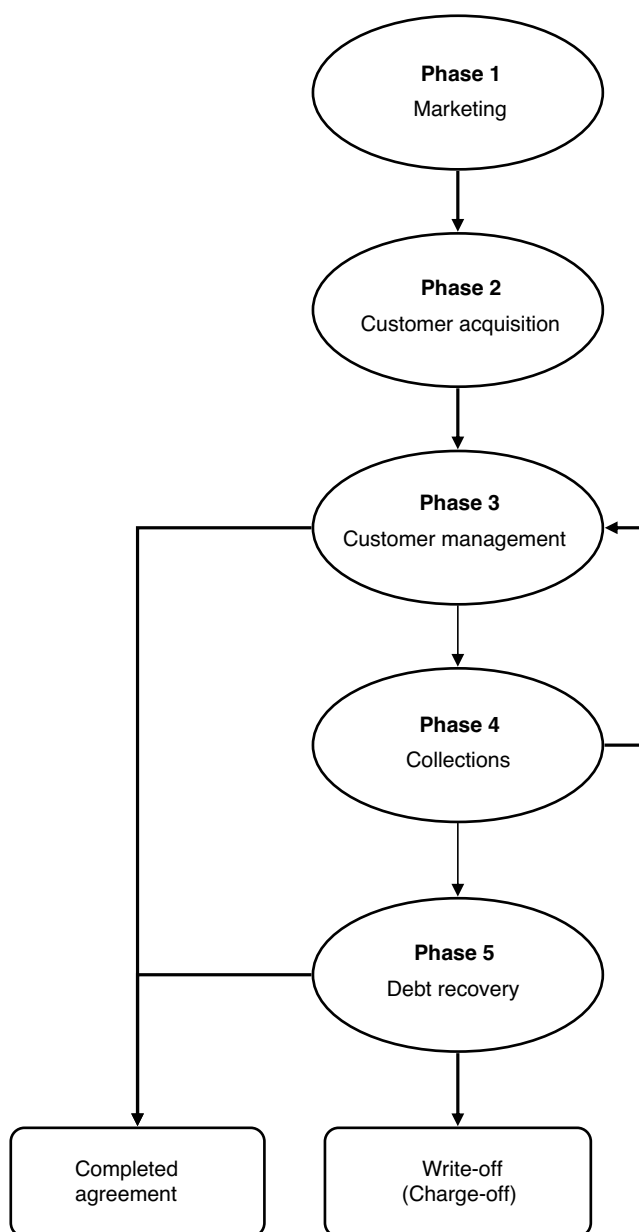 Phase 1
Marketing
Phase 2
Customer acquisition
Phase 3
Customer management
Phase 4
Collections
Phase 5
Debt recovery
Completed
agreement
Write-off
(Charge-off)